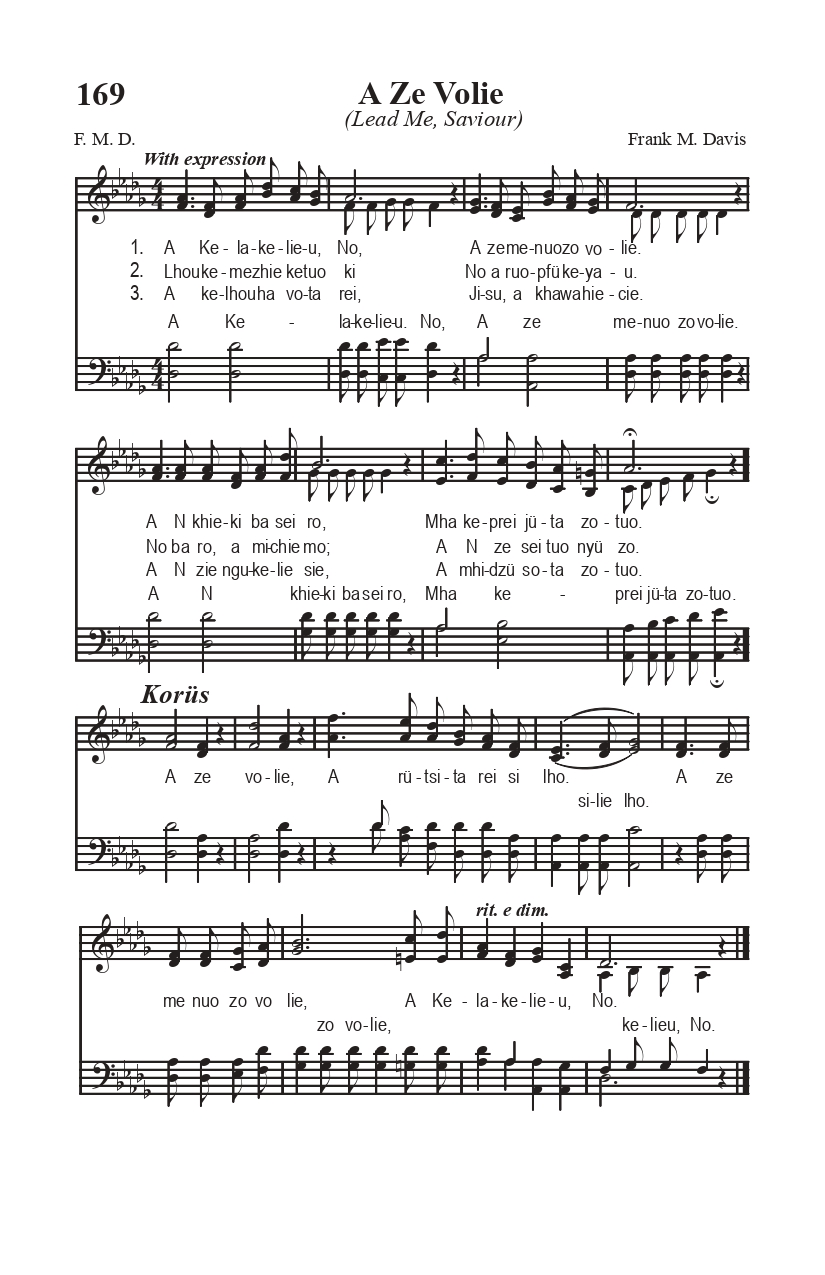 169
A Ze Volie
(Lead Me, Saviour)
F. M. D.
Frank M. Davis
With expression
1. A Ke - la - ke - lie - u, No, A zeme-nuozo vo - lie.
2. Lhouke-mezhie ketuo ki No a ruo-pfüke-ya - u.
3. A ke-lhouha vo-ta rei, Ji-su, a khawahie-cie.
A Ke - la-ke-lie-u. No, A ze me-nuo zovolie.
A N khie-ki ba sei ro, Mha ke-prei jü - ta zo - tuo.
No ba ro, a mi-chie mo; A N ze sei tuo nyü zo.
A N zie ngu-ke-lie sie, A mhi-dzü so-ta zo - tuo.
A N khie-ki basei ro, Mha ke - prei jü-ta zo-tuo.
Korüs
A ze vo - lie, A rü - tsi - ta rei si lho. A ze
si-lie lho.
rit. e dim.
me nuo zo vo lie, A Ke - la - ke - lie - u, No.
zo vo-lie, ke-lieu, No.